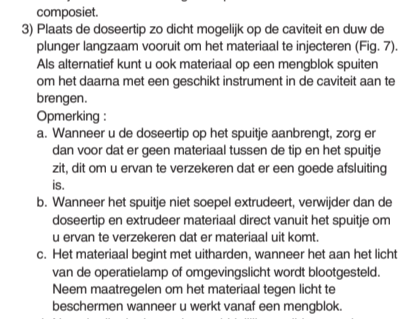 composiet.
3) Plaats de doseertip zo dicht mogelijk op de caviteit en duw de
plunger langzaam vooruit om het materiaal te injecteren (Fig. 7).
Als alternatief kunt u ook materiaal op een mengblok spuiten
om het daarna met een geschikt instrument in de caviteit aan te
brengen.
Opmerking :
a. Wanneer u de doseertip op het spuitje aanbrengt, zorg er
dan voor dat er geen materiaal tussen de tip en het spuitje
zit, dit om u ervan te verzekeren dat er een goede afsluiting
is.
b. Wanneer het spuitje niet soepel extrudeert, verwijder dan de
doseertip en extrudeer materiaal direct vanuit het spuitje om
u ervan te verzekeren dat er materiaal uit komt.
c. Het materiaal begint met uitharden, wanneer het aan het licht
van de operatielamp of omgevingslicht wordt blootgesteld.
Neem maatregelen om het materiaal tegen licht te
beschermen wanneer u werkt vanaf een mengblok.